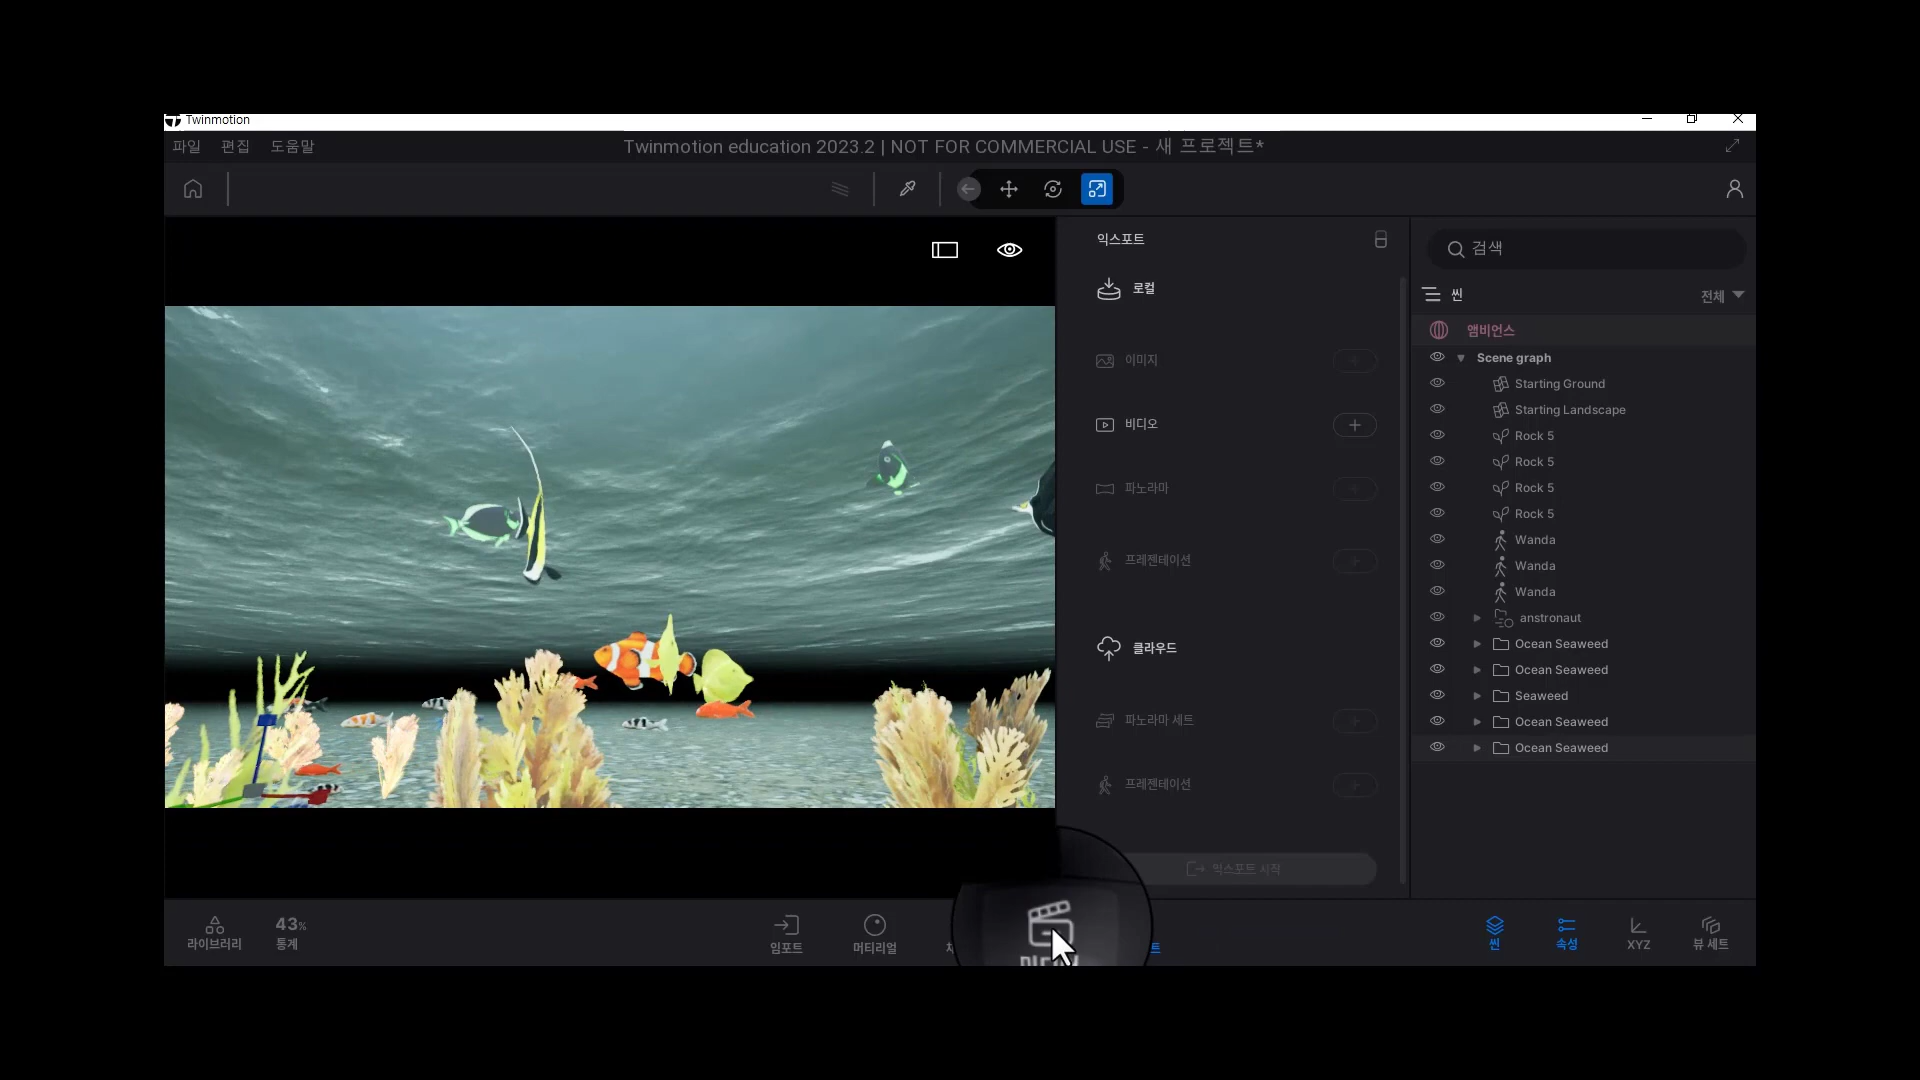 Twinmotion
파일 편집 도움말
Twinmotion education 2023.2 | NOT FOR COMMERCIAL USE - 새 프로젝트*
익스포트
로컬
이미지
비디오
파노라마
프레젠테이션
클라우드
파노라마 세트
프레젠테이션
익스포트 시작
검색
씬 전체
앰비언스
Scene graph
Starting Ground
Starting Landscape
Rock 5
Rock 5
Rock 5
Rock 5
Wanda
Wanda
Wanda
anstronaut
Ocean Seaweed
Ocean Seaweed
Seaweed
Ocean Seaweed
Ocean Seaweed
라이브러리
43%
통계
임포트
머티리얼
씬
속성
XYZ
뷰 세트